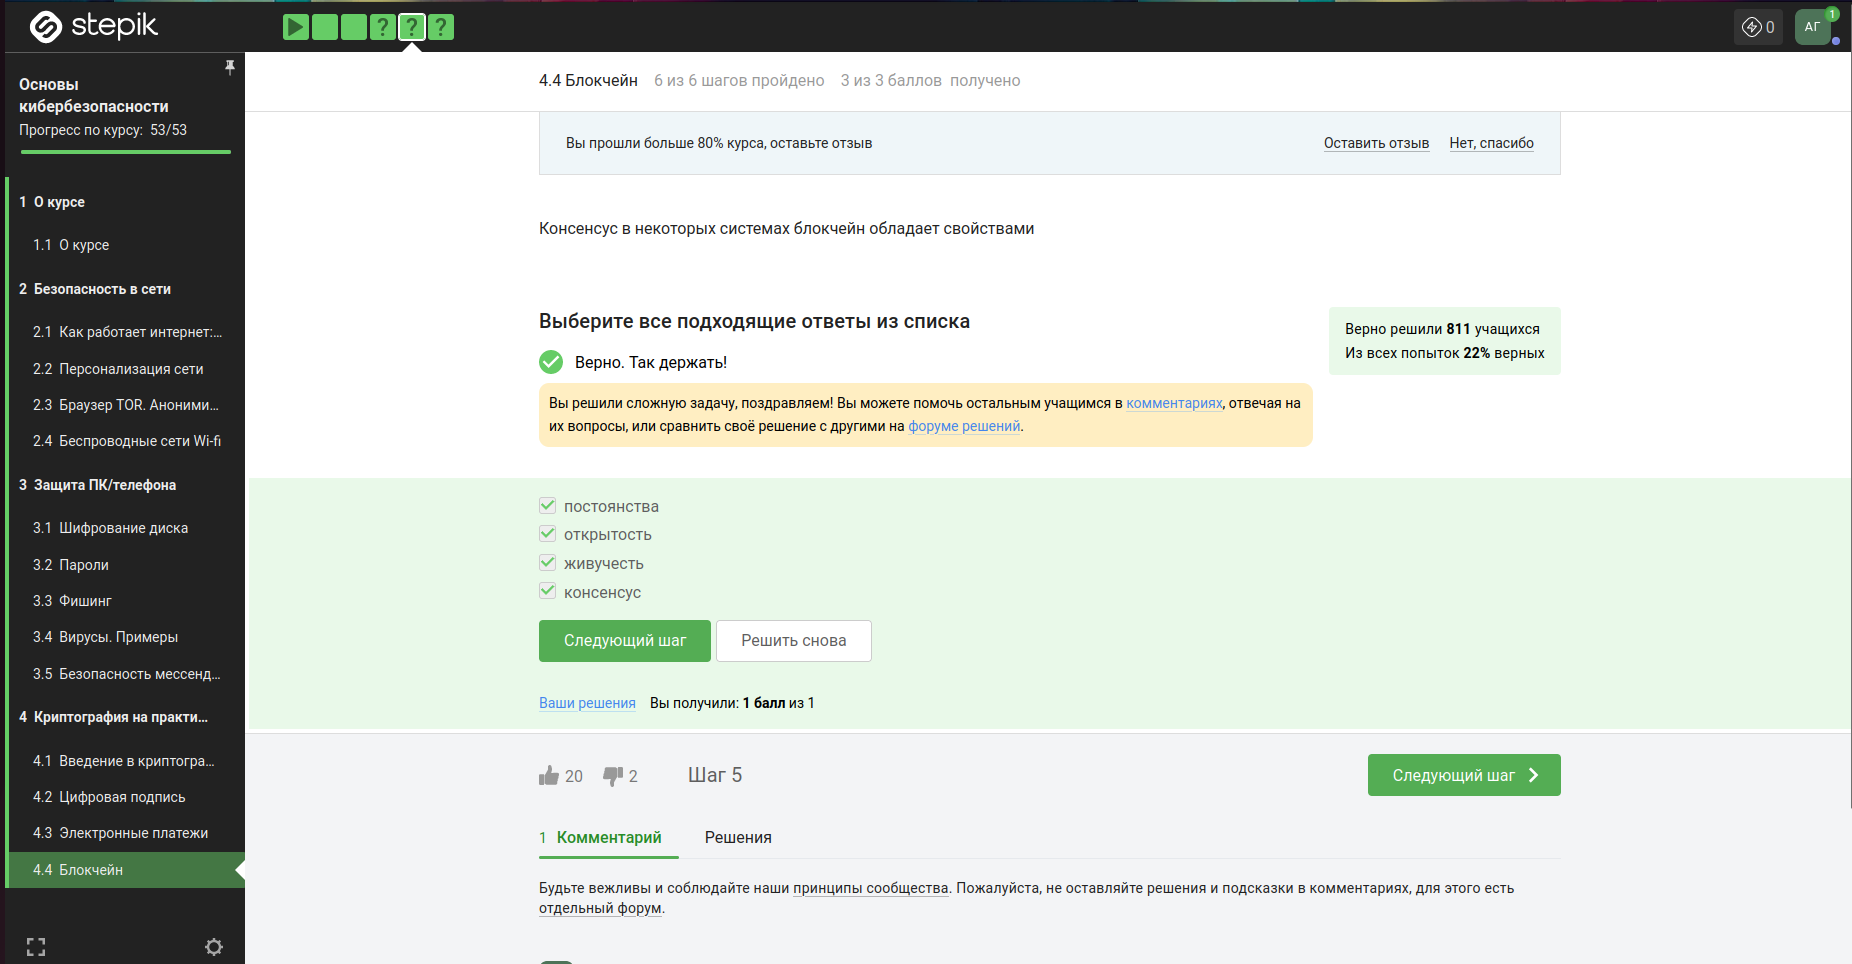 stepik
? ? ?
0
АГ
1
Основы
кибербезопасности
Прогресс по курсу: 53/53
1 О курсе
1.1 О курсе
2 Безопасность в сети
2.1 Как работает интернет:...
2.2 Персонализация сети
2.3 Браузер TOR. Аноними...
2.4 Беспроводные сети Wi-fi
3 Защита ПК/телефона
3.1 Шифрование диска
3.2 Пароли
3.3 Фишинг
3.4 Вирусы. Примеры
3.5 Безопасность мессенд...
4 Криптография на практи...
4.1 Введение в криптогра...
4.2 Цифровая подпись
4.3 Электронные платежи
4.4 Блокчейн
4.4 Блокчейн 6 из 6 шагов пройдено 3 из 3 баллов получено
Вы прошли больше 80% курса, оставьте отзыв
Оставить отзыв Нет, спасибо
Консенсус в некоторых системах блокчейн обладает свойствами
Выберите все подходящие ответы из списка
Верно решили 811 учащихся
Из всех попыток 22% верных
Верно. Так держать!
Вы решили сложную задачу, поздравляем! Вы можете помочь остальным учащимся в комментариях, отвечая на
их вопросы, или сравнить своё решение с другими на форуме решений.
постоянства
открытость
живучесть
консенсус
Следующий шаг Решить снова
Ваши решения Вы получили: 1 балл из 1
20 2 Шаг 5
Следующий шаг
1 Комментарий Решения
Будьте вежливы и соблюдайте наши принципы сообщества. Пожалуйста, не оставляйте решения и подсказки в комментариях, для этого есть
отдельный форум.